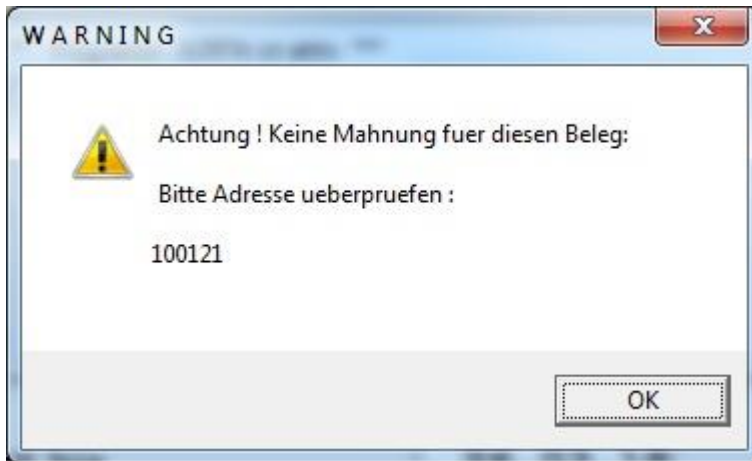 WARNING
Achtung ! Keine Mahnung fuer diesen Beleg:
Bitte Adresse ueberpruefen :
100121
OK